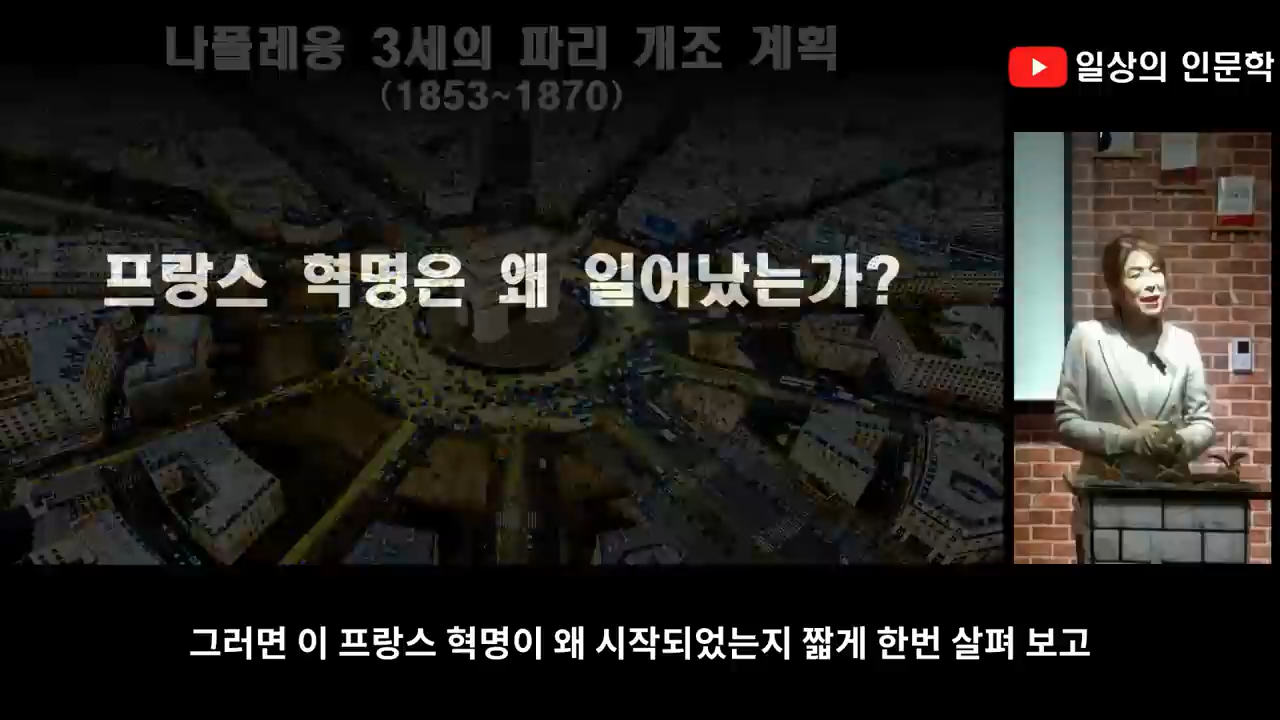 나폴레옹 3세의 파리 개조 계획
(1853~1870)
일상의 인문학
프랑스 혁명은 왜 일어났는가?
그러면 이 프랑스 혁명이 왜 시작되었는지 짧게 한번 살펴 보고